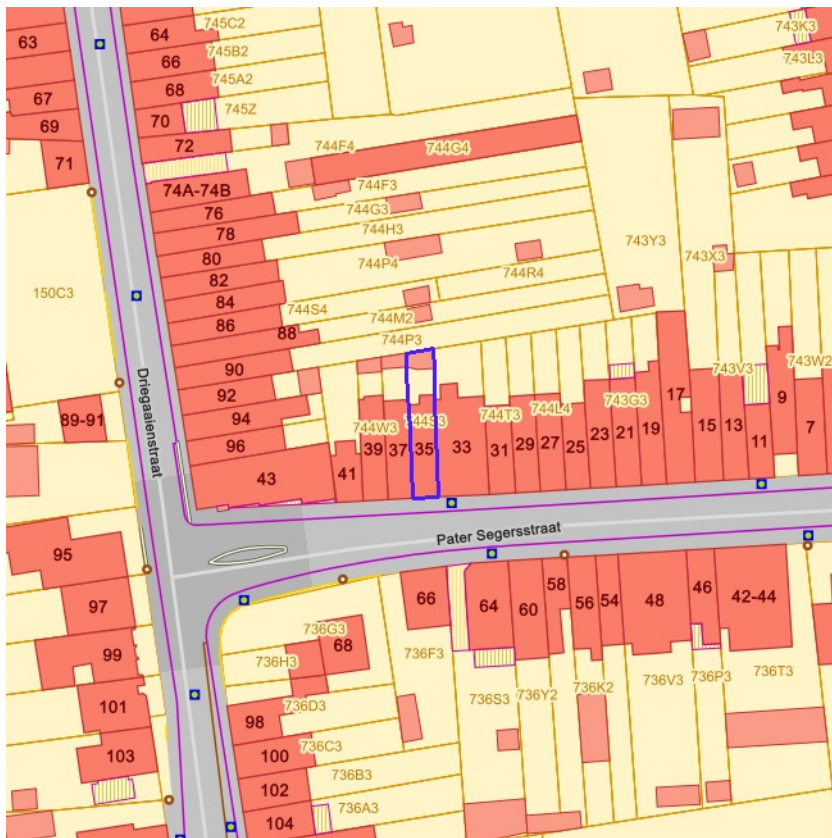 63
64
745C2
743K3
66
745B2
743L3
67
68
745A2
69
70
745Z
72
744F4
744G4
71
74A-74B
744F3
76
744G3
78
744H3
743Y3
80
744P4
743X3
82
744R4
150C3
84
744S4
86
744M2
88
744P3
90
743V3
743W2
92
17
9
Driegaaienstraat
89-91
94
744W3
744S3
744T3
744L4
743G3
96
39
37
35
33
31
29
27
25
23
21
19
15
13
11
7
43
41
Pater Segersstraat
95
97
66
64
60
58
56
54
48
46
42-44
99
736G3
68
736F3
736H3
736S3
736Y2
736K2
736V3
736P3
736T3
101
98
736D3
103
100
736C3
102
736B3
104
736A3